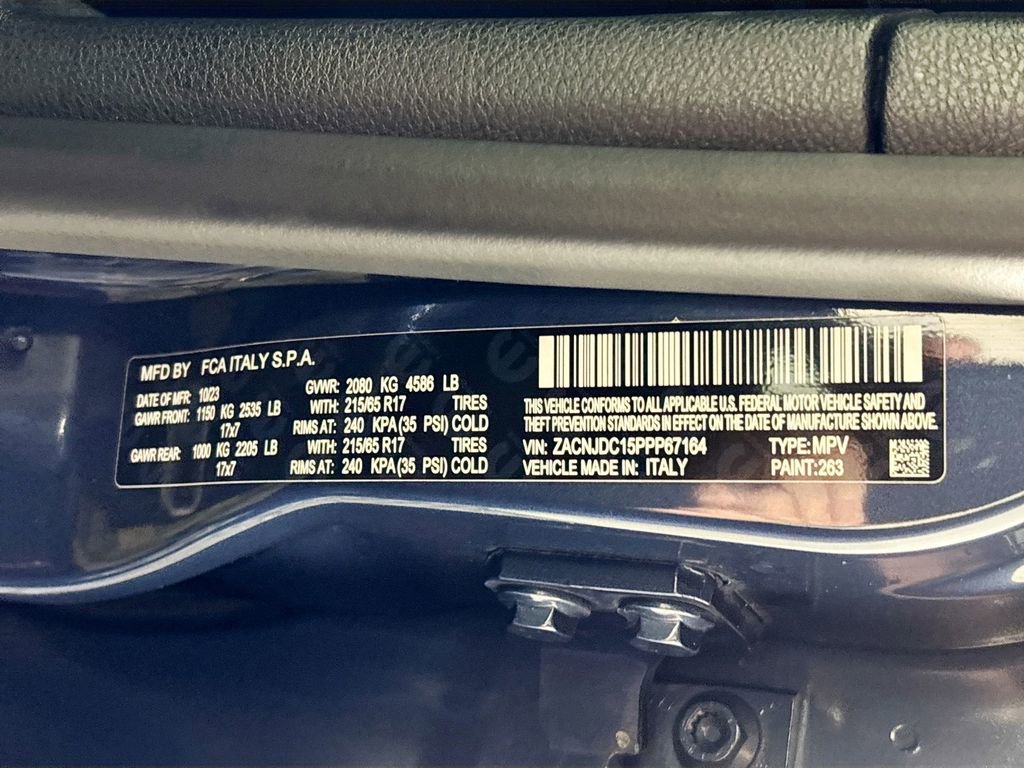 MFD BY FCA ITALY S.P.A.
DATE OF MFR: 10/23 GVWR: 2080 KG 4586 LB
GAWR FRONT: 1150 KG 2535 LB WITH: 215/65 R17 TIRES
17x7 RIMS AT: 240 KPA(35 PSI) COLD
GAWR REAR: 1000 KG 2205 LB WITH: 215/65 R17 TIRES
17x7 RIMS AT: 240 KPA(35 PSI) COLD
THIS VEHICLE CONFORMS TO ALL APPLICABLE U.S. FEDERAL MOTOR VEHICLE SAFETY AND
THEFT PREVENTION STANDARDS IN EFFECT ON THE DATE OF MANUFACTURE SHOWN ABOVE.
VIN: ZACNJDC15PPP67164 TYPE:MPV
VEHICLE MADE IN: ITALY PAINT:263